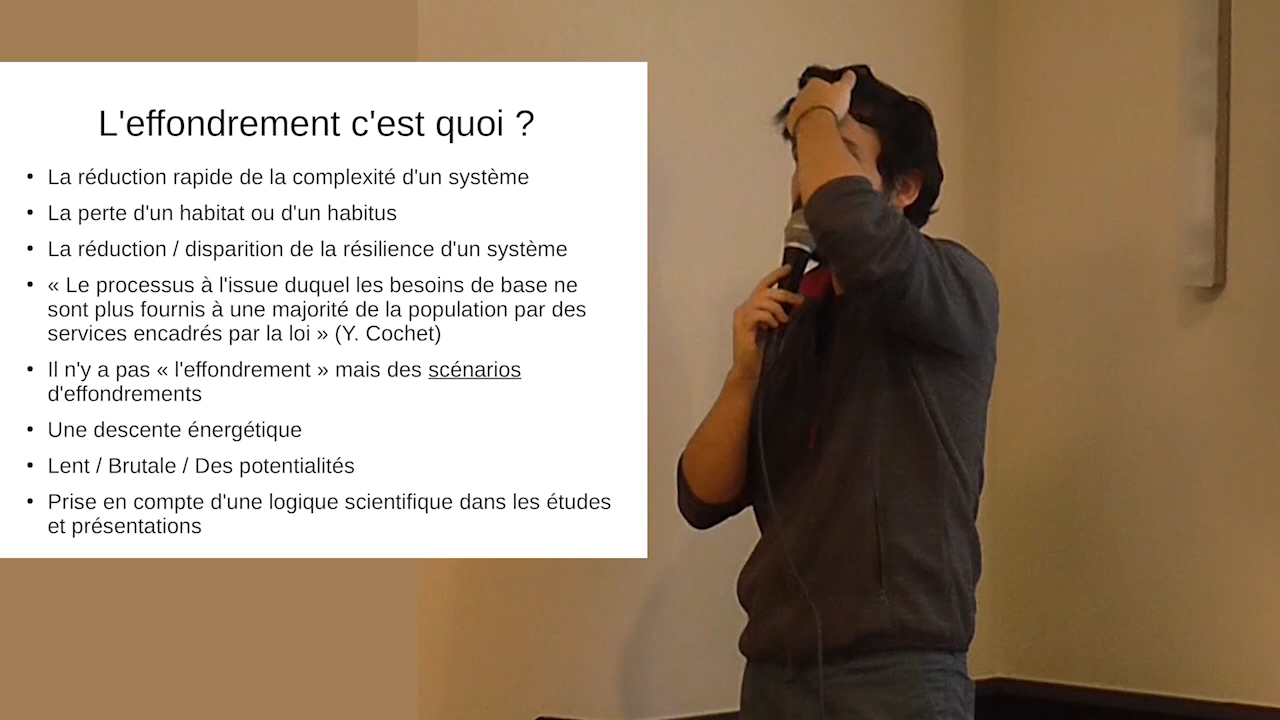 L'effondrement c'est quoi ?
• La réduction rapide de la complexité d'un système
• La perte d'un habitat ou d'un habitus
• La réduction / disparition de la résilience d'un système
• « Le processus à l'issue duquel les besoins de base ne
sont plus fournis à une majorité de la population par des
services encadrés par la loi » (Y. Cochet)
• Il n'y a pas « l'effondrement » mais des scénarios
d'effondrements
• Une descente énergétique
• Lent / Brutale / Des potentialités
• Prise en compte d'une logique scientifique dans les études
et présentations